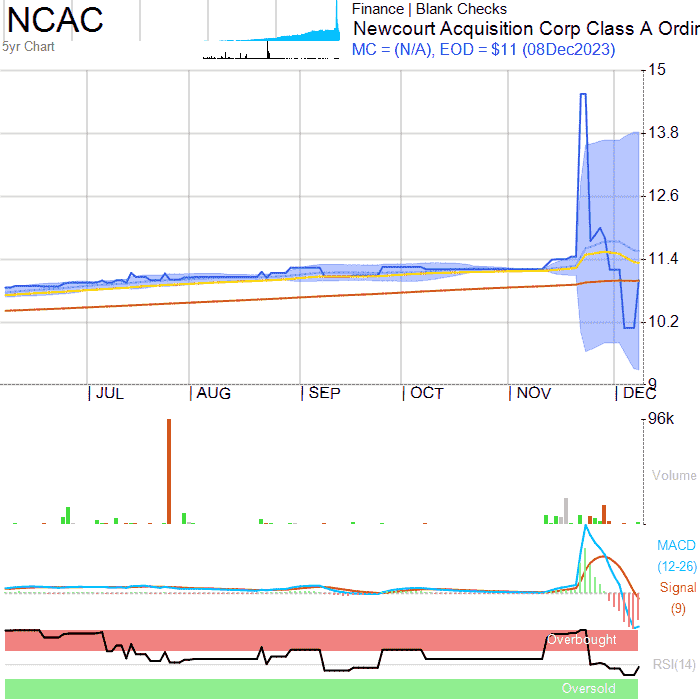 NCAC
5yr Chart
Finance | Blank Checks
Newcourt Acquisition Corp Class A Ordir
MC = (N/A), EOD = $11 (08Dec2023)
15
13.8
12.6
11.4
10.2
9
JUL
AUG
SEP
OCT
NOV
DEC
96k
Volume
MACD
(12-26)
Signal
(9)
Overbought
RSI(14)
Oversold